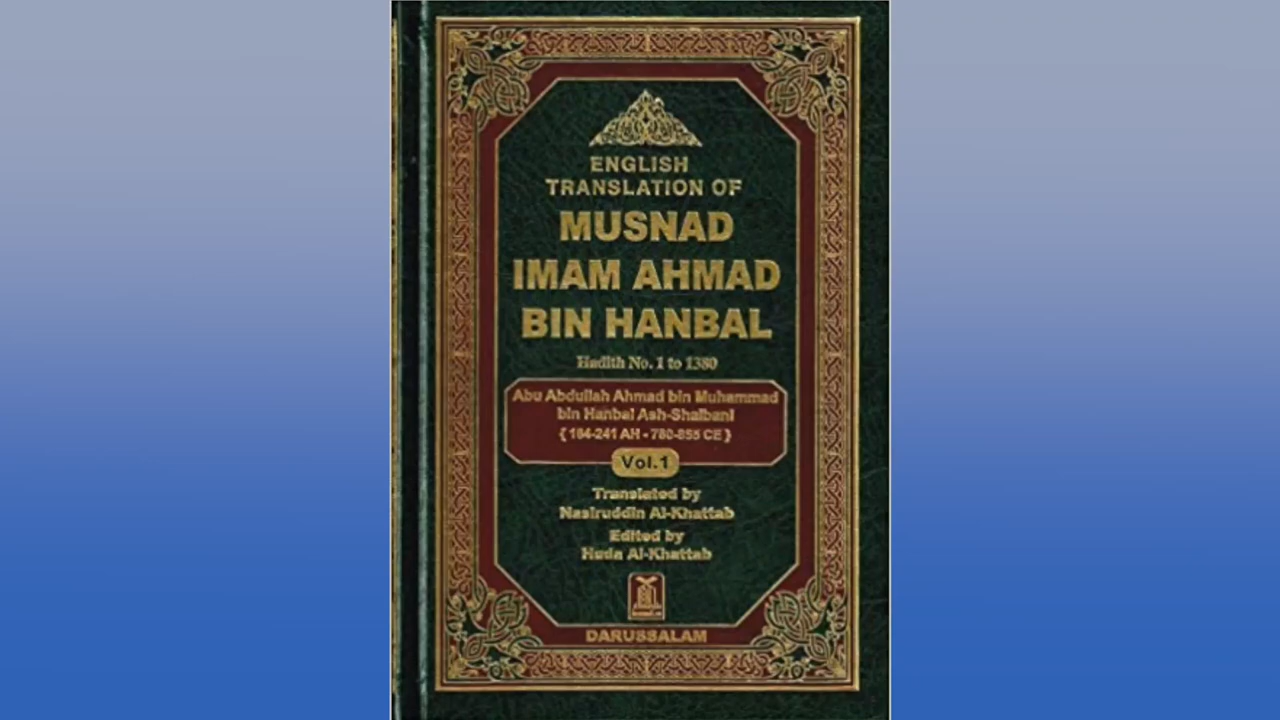 ENGLISH
TRANSLATION OF
MUSNAD
IMAM AHMAD
BIN HANBAL
Hadith No. 1 to 1380
Abu Abdullah Ahmad bin Muhammad
bin Hanbal Ash-Shaibani
{ 164-241 AH - 780-855 CE }
Vol.1
Translated by
Nasiruddin Al-Khattab
Edited by
Huda Al-Khattab
DARUSSALAM